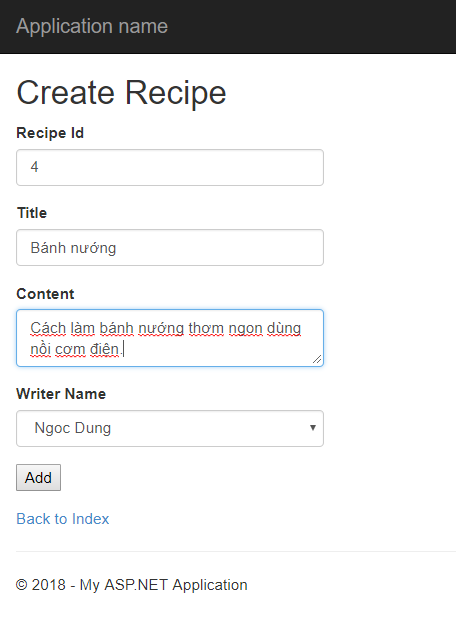 Application name
Create Recipe
Recipe Id
4
Title
Bánh nướng
Content
Cách làm bánh nướng thơm ngon dùng
nồi cơm điện.
Writer Name
Ngoc Dung
Add
Back to Index
© 2018 - My ASP.NET Application